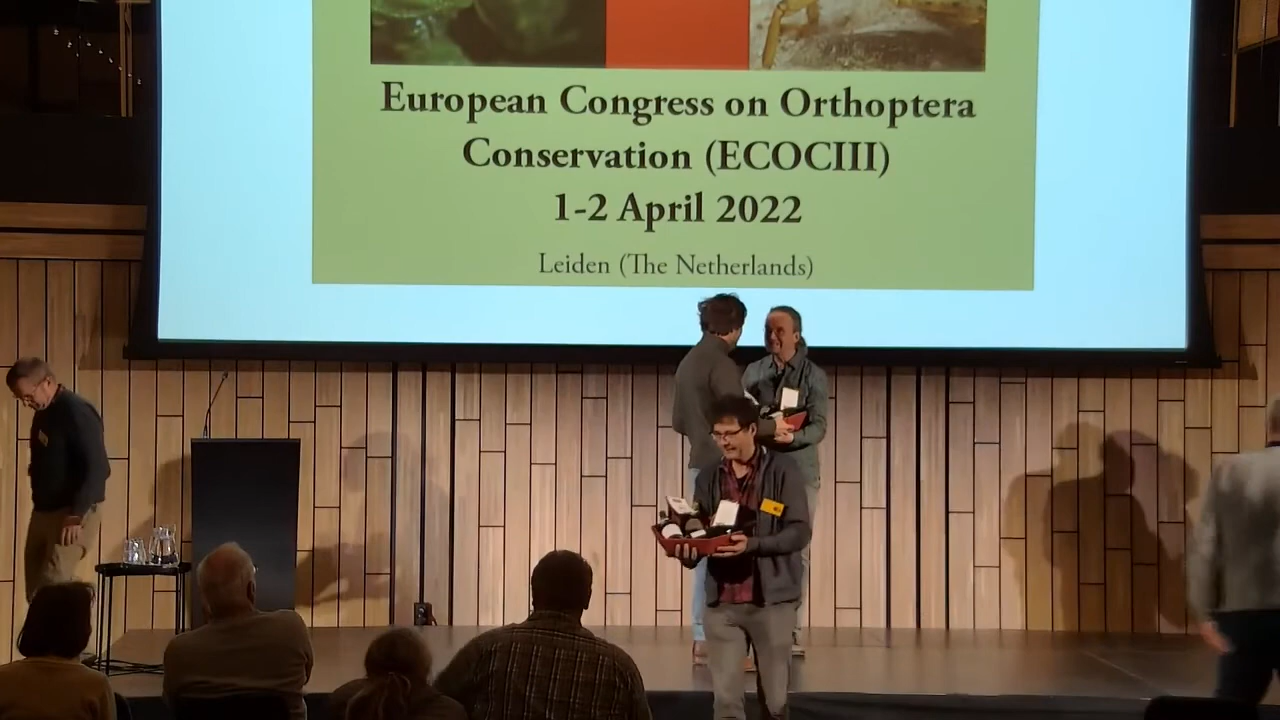 European Congress on Orthoptera
Conservation (ECOCIII)
1-2 April 2022
Leiden (The Netherlands)